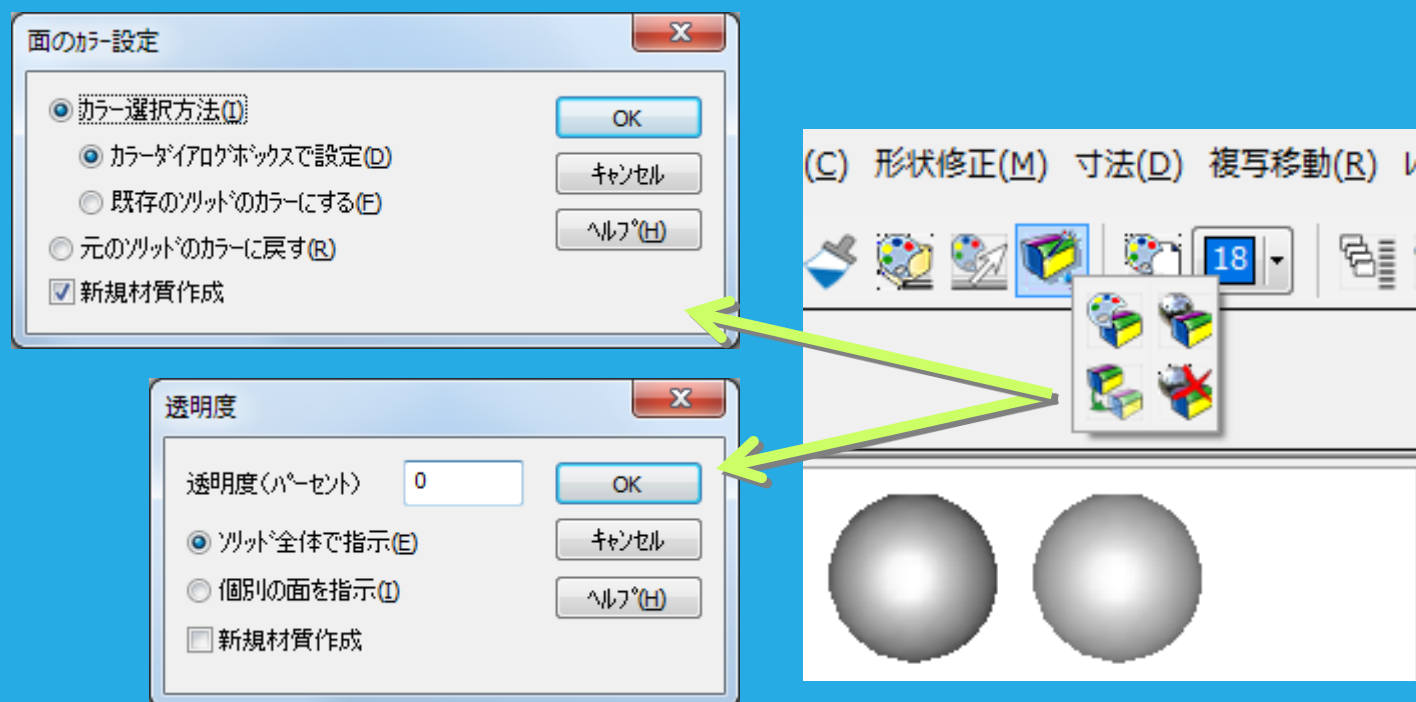 面のｶﾗｰ設定
ｶﾗｰ選択方法(I)
OK
ｶﾗｰﾀﾞｲｱﾛｸﾞﾎﾞｯｸｽで設定(D)
キャンセル
既存のｿﾘｯﾄﾞのｶﾗｰにする(F)
ﾍﾙﾌﾟ(H)
元のｿﾘｯﾄﾞのｶﾗｰに戻す(R)
新規材質作成
(C) 形状修正(M) 寸法(D) 複写移動(R)
18
透明度
透明度(ﾊﾟｰｾﾝﾄ) 0
OK
ｿﾘｯﾄﾞ全体で指示(E)
キャンセル
個別の面を指示(I)
ﾍﾙﾌﾟ(H)
新規材質作成